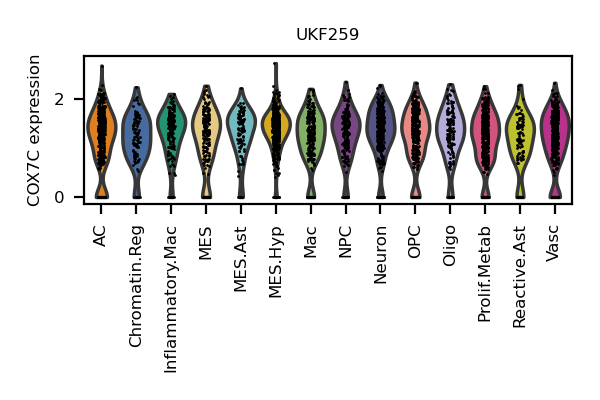 UKF259
COX7C expression
2
0
AC
Chromatin.Reg
Inflammatory.Mac
MES
MES.Ast
MES.Hyp
Mac
NPC
Neuron
OPC
Oligo
Prolif.Metab
Reactive.Ast
Vasc